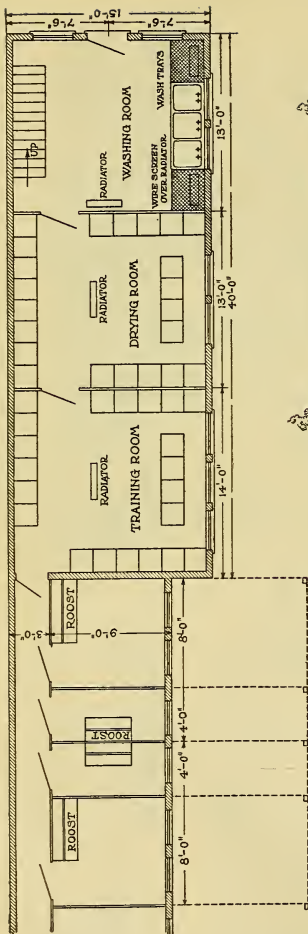 15'-0"
7'-6"
7'-6"
UP
WASHING ROOM
WASH TRAYS
WIRE SCREEN
OVER RADIATOR
RADIATOR
13'-0"
DRYING ROOM
RADIATOR
13'-0"
40'-0"
TRAINING ROOM
RADIATOR
14'-0"
3'-0"
9'-0"
ROOST
8'-0"
ROOST
4'-0"
4'-0"
ROOST
8'-0"